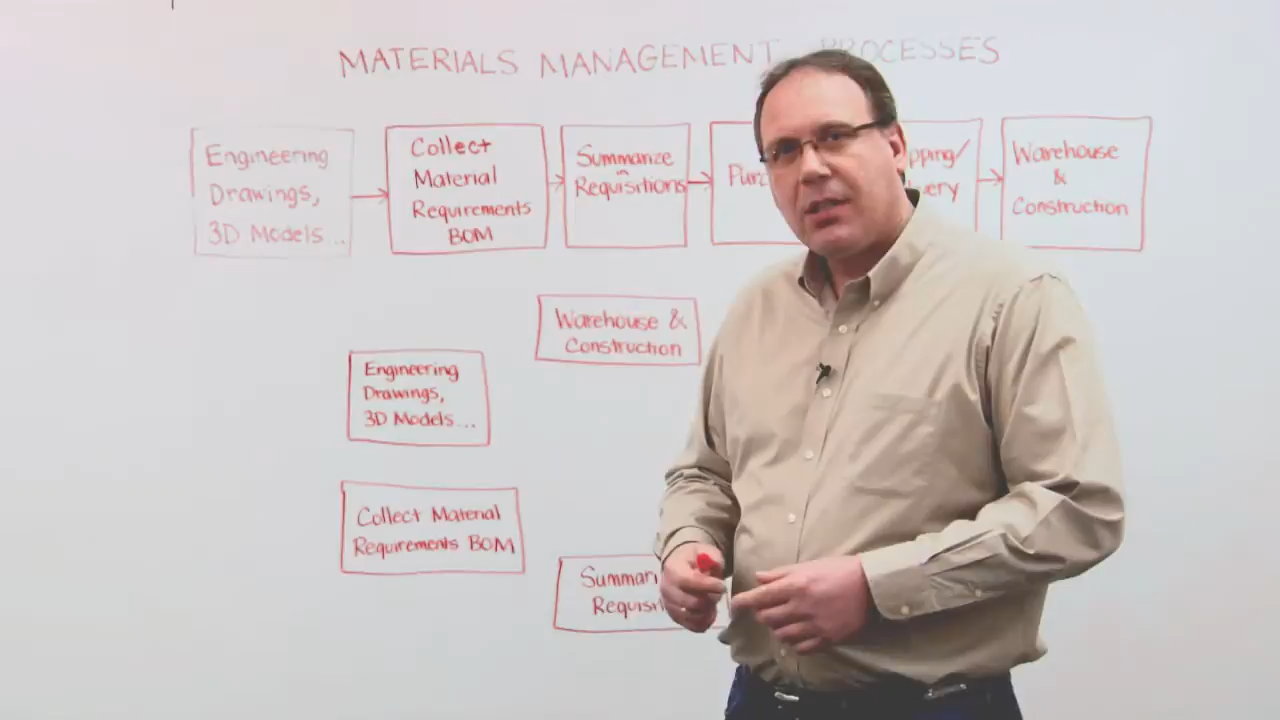 MATERIALS MANAGEMENT PROCESSES
Engineering
Drawings,
3D Models...
Collect
Material
Requirements
BOM
Summarize
Requisitions
Warehouse
&
Construction
Warehouse &
Construction
Engineering
Drawings,
3D Models...
Collect Material
Requirements BOM